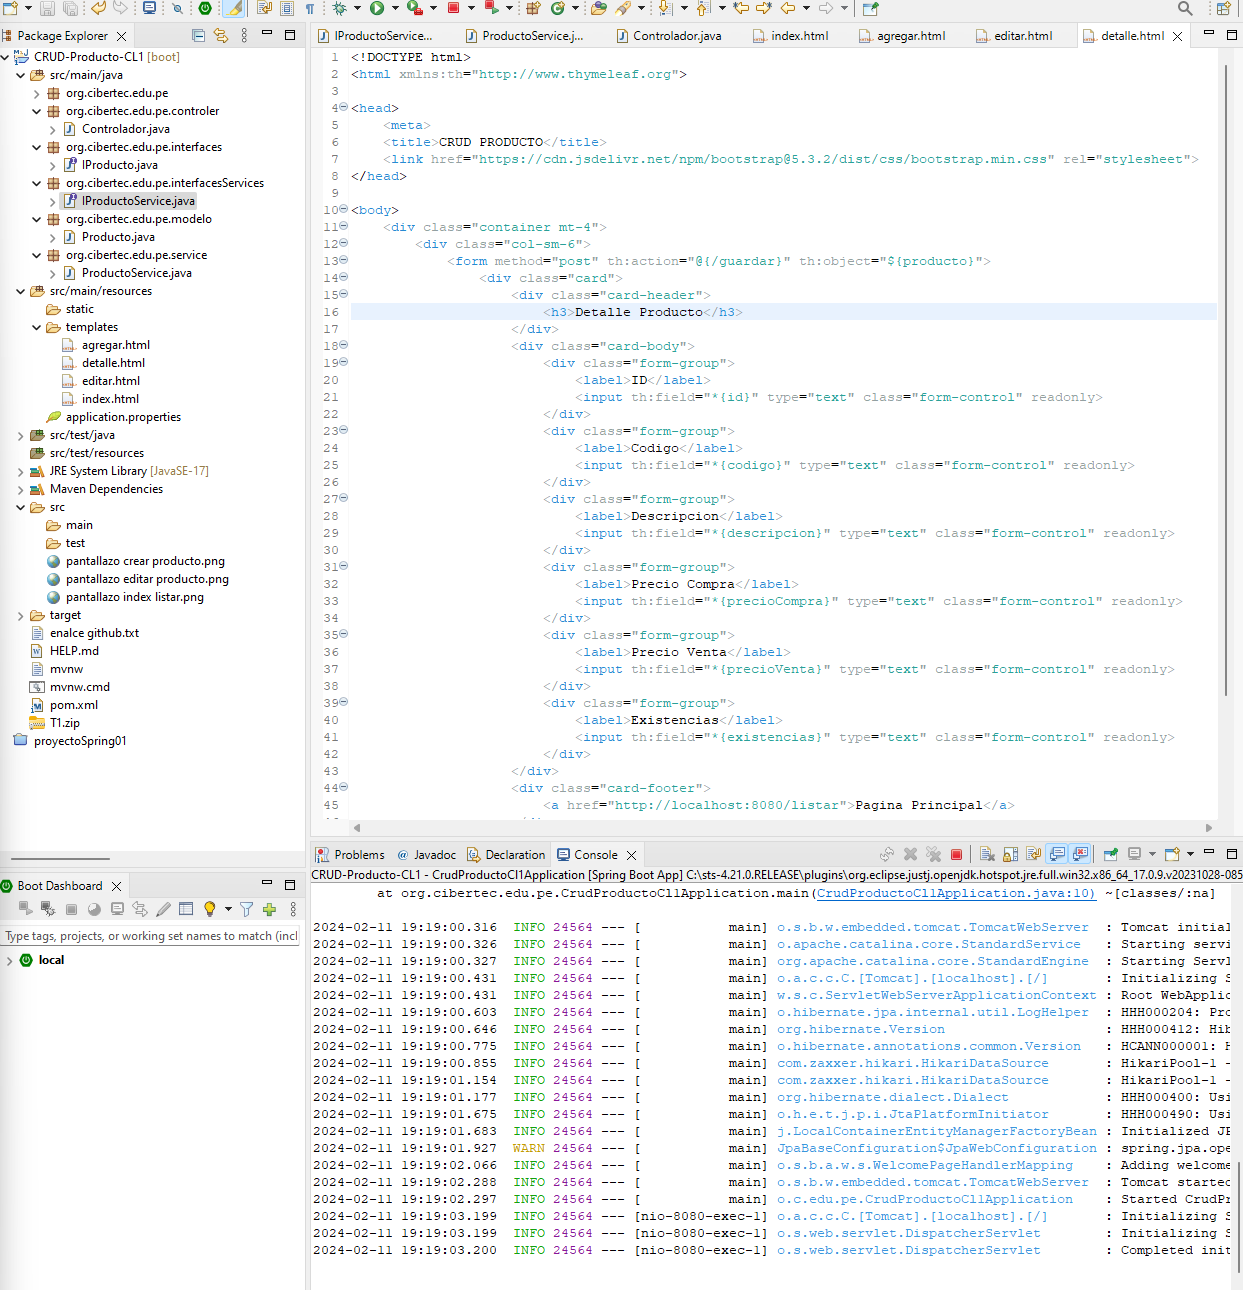 Package Explorer
CRUD-Producto-CL1 [boot]
src/main/java
org.cibertec.edu.pe
org.cibertec.edu.pe.controler
Controlador.java
org.cibertec.edu.pe.interfaces
IProducto.java
org.cibertec.edu.pe.interfacesServices
IProductoService.java
org.cibertec.edu.pe.modelo
Producto.java
org.cibertec.edu.pe.service
ProductoService.java
src/main/resources
static
templates
agregar.html
detalle.html
editar.html
index.html
application.properties
src/test/java
src/test/resources
JRE System Library [JavaSE-17]
Maven Dependencies
src
main
test
pantallazo crear producto.png
pantallazo editar producto.png
pantallazo index listar.png
target
enalce github.txt
HELP.md
mvnw
mvnw.cmd
pom.xml
T1.zip
proyectoSpring01
Boot Dashboard
Type tags, projects, or working set names to match (incl
local
IProductoService... ProductoService.j... Controlador.java index.html agregar.html editar.html detalle.html
1 <!DOCTYPE html>
2 <html xmlns:th="http://www.thymeleaf.org">
3
4 <head>
5 <meta>
6 <title>CRUD PRODUCTO</title>
7 <link href="https://cdn.jsdelivr.net/npm/bootstrap@5.3.2/dist/css/bootstrap.min.css" rel="stylesheet">
8 </head>
9
10 <body>
11 <div class="container mt-4">
12 <div class="col-sm-6">
13 <form method="post" th:action="@{/guardar}" th:object="${producto}">
14 <div class="card">
15 <div class="card-header">
16 <h3>Detalle Producto</h3>
17 </div>
18 <div class="card-body">
19 <div class="form-group">
20 <label>ID</label>
21 <input th:field="*{id}" type="text" class="form-control" readonly>
22 </div>
23 <div class="form-group">
24 <label>Codigo</label>
25 <input th:field="*{codigo}" type="text" class="form-control" readonly>
26 </div>
27 <div class="form-group">
28 <label>Descripcion</label>
29 <input th:field="*{descripcion}" type="text" class="form-control" readonly>
30 </div>
31 <div class="form-group">
32 <label>Precio Compra</label>
33 <input th:field="*{precioCompra}" type="text" class="form-control" readonly>
34 </div>
35 <div class="form-group">
36 <label>Precio Venta</label>
37 <input th:field="*{precioVenta}" type="text" class="form-control" readonly>
38 </div>
39 <div class="form-group">
40 <label>Existencias</label>
41 <input th:field="*{existencias}" type="text" class="form-control" readonly>
42 </div>
43 </div>
44 <div class="card-footer">
45 <a href="http://localhost:8080/listar">Pagina Principal</a>
Problems @ Javadoc Declaration Console
CRUD-Producto-CL1 - CrudProductoCl1Application [Spring Boot App] C:\sts-4.21.0.RELEASE\plugins\org.eclipse.justj.openjdk.hotspot.jre.full.win32.x86_64_17.0.9.v20231028-085
at org.cibertec.edu.pe.CrudProductoCl1Application.main(CrudProductoCl1Application.java:10) ~[classes/:na]
2024-02-11 19:19:00.316 INFO 24564 --- [ main] o.s.b.w.embedded.tomcat.TomcatWebServer : Tomcat initial
2024-02-11 19:19:00.326 INFO 24564 --- [ main] o.apache.catalina.core.StandardService : Starting servi
2024-02-11 19:19:00.327 INFO 24564 --- [ main] org.apache.catalina.core.StandardEngine : Starting Servl
2024-02-11 19:19:00.431 INFO 24564 --- [ main] o.a.c.c.C.[Tomcat].[localhost].[/] : Initializing S
2024-02-11 19:19:00.431 INFO 24564 --- [ main] w.s.c.ServletWebServerApplicationContext : Root WebApplic
2024-02-11 19:19:00.603 INFO 24564 --- [ main] o.hibernate.jpa.internal.util.LogHelper : HHH000204: Pro
2024-02-11 19:19:00.646 INFO 24564 --- [ main] org.hibernate.Version : HHH000412: Hib
2024-02-11 19:19:00.775 INFO 24564 --- [ main] o.hibernate.annotations.common.Version : HCANN000001: H
2024-02-11 19:19:00.855 INFO 24564 --- [ main] com.zaxxer.hikari.HikariDataSource : HikariPool-1 -
2024-02-11 19:19:01.154 INFO 24564 --- [ main] com.zaxxer.hikari.HikariDataSource : HikariPool-1 -
2024-02-11 19:19:01.177 INFO 24564 --- [ main] org.hibernate.dialect.Dialect : HHH000400: Usi
2024-02-11 19:19:01.675 INFO 24564 --- [ main] o.h.e.t.j.p.i.JtaPlatformInitiator : HHH000490: Usi
2024-02-11 19:19:01.683 INFO 24564 --- [ main] j.LocalContainerEntityManagerFactoryBean : Initialized JP
2024-02-11 19:19:01.927 WARN 24564 --- [ main] JpaBaseConfiguration$JpaWebConfiguration : spring.jpa.ope
2024-02-11 19:19:02.066 INFO 24564 --- [ main] o.s.b.a.w.s.WelcomePageHandlerMapping : Adding welcome
2024-02-11 19:19:02.288 INFO 24564 --- [ main] o.s.b.w.embedded.tomcat.TomcatWebServer : Tomcat started
2024-02-11 19:19:02.297 INFO 24564 --- [ main] o.c.edu.pe.CrudProductoCl1Application : Started CrudPr
2024-02-11 19:19:03.199 INFO 24564 --- [nio-8080-exec-1] o.a.c.c.C.[Tomcat].[localhost].[/] : Initializing S
2024-02-11 19:19:03.199 INFO 24564 --- [nio-8080-exec-1] o.s.web.servlet.DispatcherServlet : Initializing S
2024-02-11 19:19:03.200 INFO 24564 --- [nio-8080-exec-1] o.s.web.servlet.DispatcherServlet : Completed init